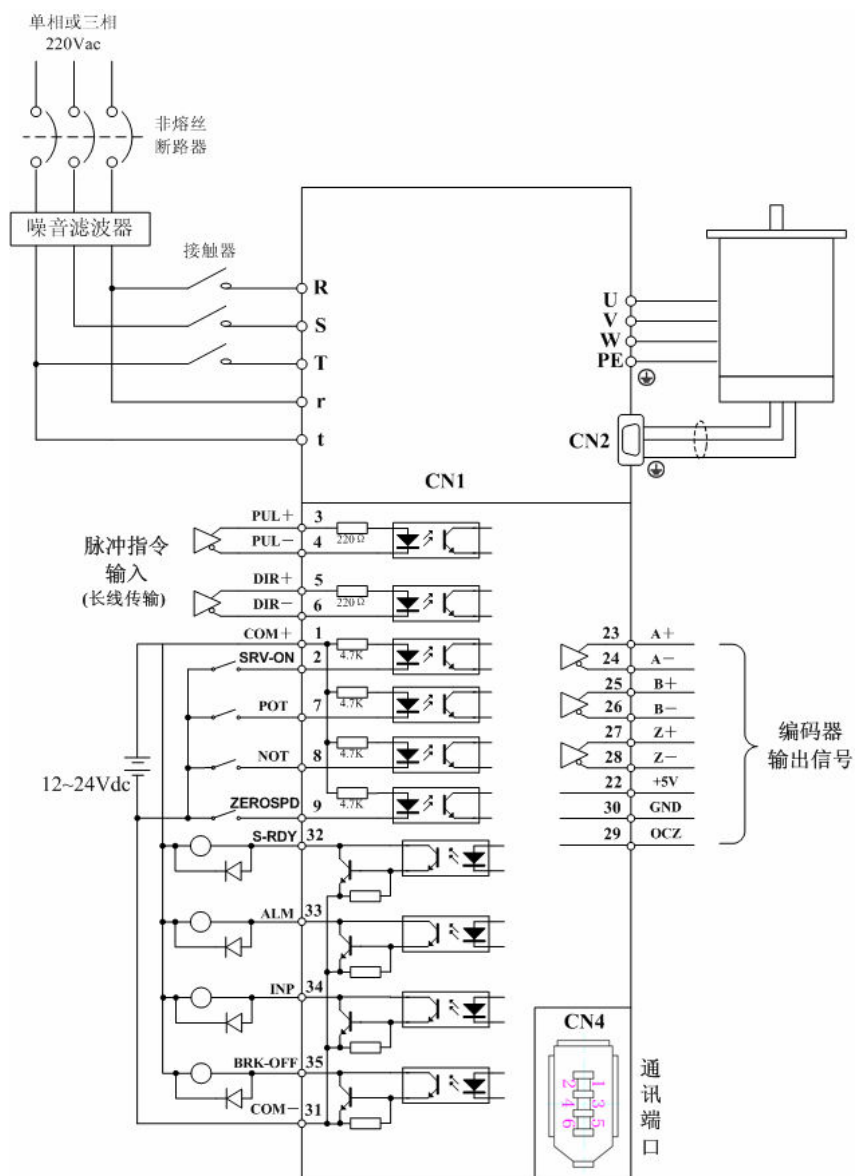 单相或三相
220Vac
非熔丝
断路器
噪音滤波器
接触器
R
S
T
r
t
U
V
W
PE
CN2
CN1
脉冲指令
输入
(长线传输)
PUL+ 3
220Ω
PUL- 4
DIR+ 5
220Ω
DIR- 6
COM+ 1
4.7K
SRV-ON 2
4.7K
POT 7
4.7K
NOT 8
4.7K
ZEROSPD 9
12~24Vdc
S-RDY 32
ALM 33
INP 34
BRK-OFF 35
COM- 31
23 A+
24 A-
25 B+
26 B-
27 Z+
28 Z-
22 +5V
30 GND
29 OCZ
编码器
输出信号
CN4
2 1
4 3
6 5
通
讯
端
口